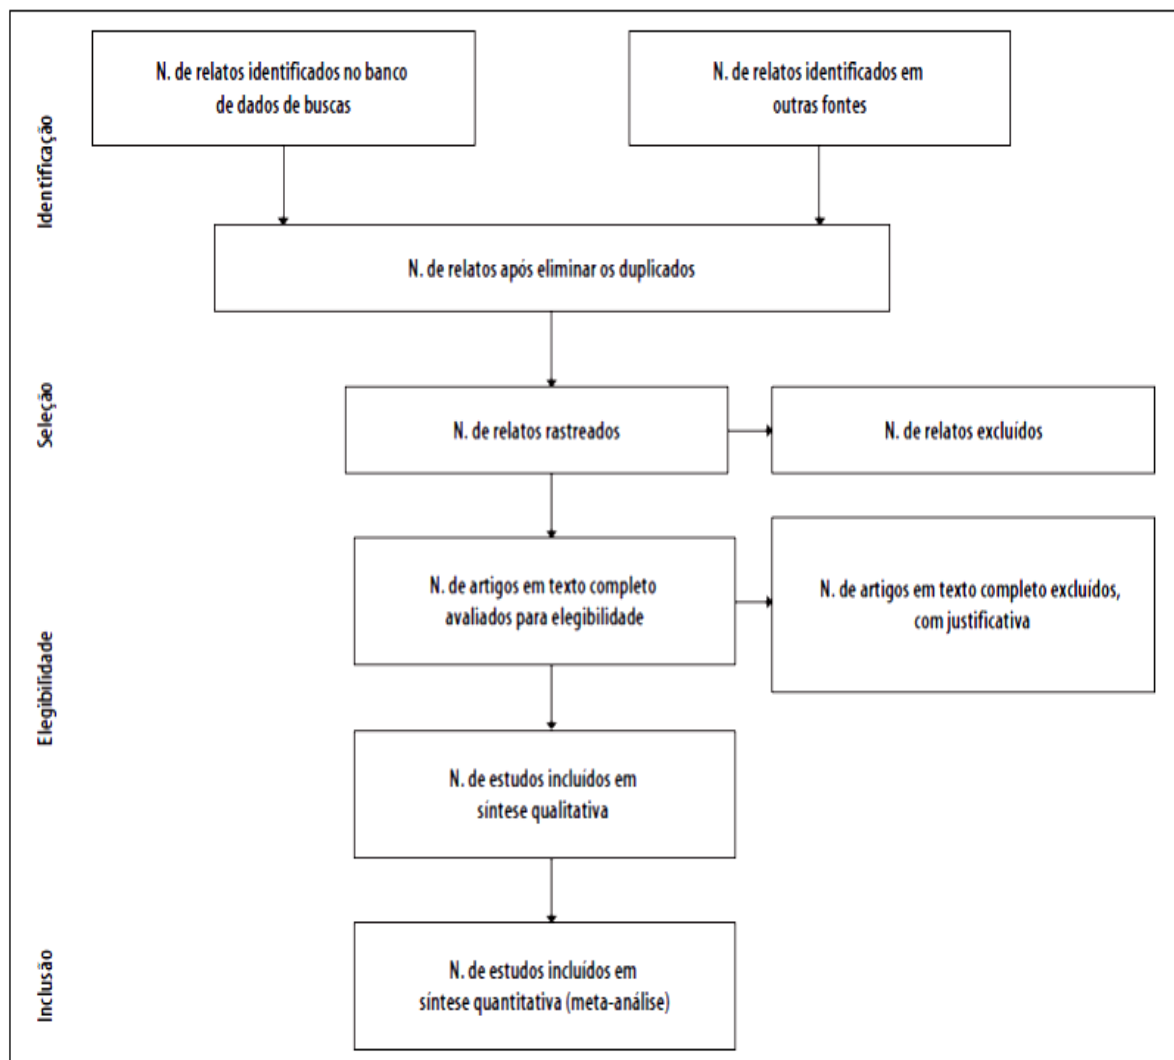 Identificação
N. de relatos identificados no banco
de dados de buscas
N. de relatos identificados em
outras fontes
N. de relatos após eliminar os duplicados
Seleção
N. de relatos rastreados
N. de relatos excluídos
Elegibilidade
N. de artigos em texto completo
avaliados para elegibilidade
N. de artigos em texto completo excluídos,
com justificativa
N. de estudos incluídos em
síntese qualitativa
Inclusão
N. de estudos incluídos em
síntese quantitativa (meta-análise)